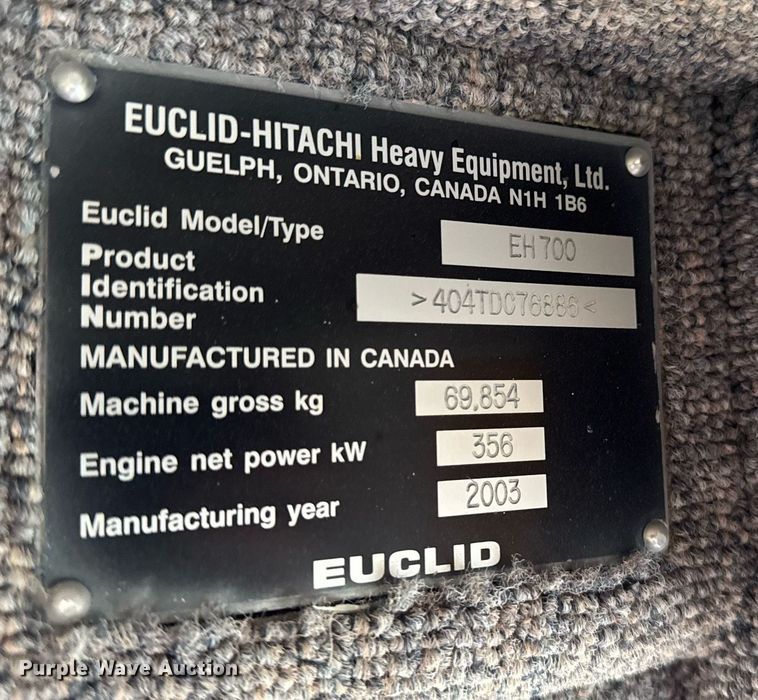 EUCLID-HITACHI Heavy Equipment, Ltd.
GUELPH, ONTARIO, CANADA N1H 1B6
Euclid Model/Type EH700
Product
Identification >404TDC76886<
Number
MANUFACTURED IN CANADA
Machine gross kg 69,854
Engine net power kW 356
Manufacturing year 2003
EUCLID
Purple Wave Auction